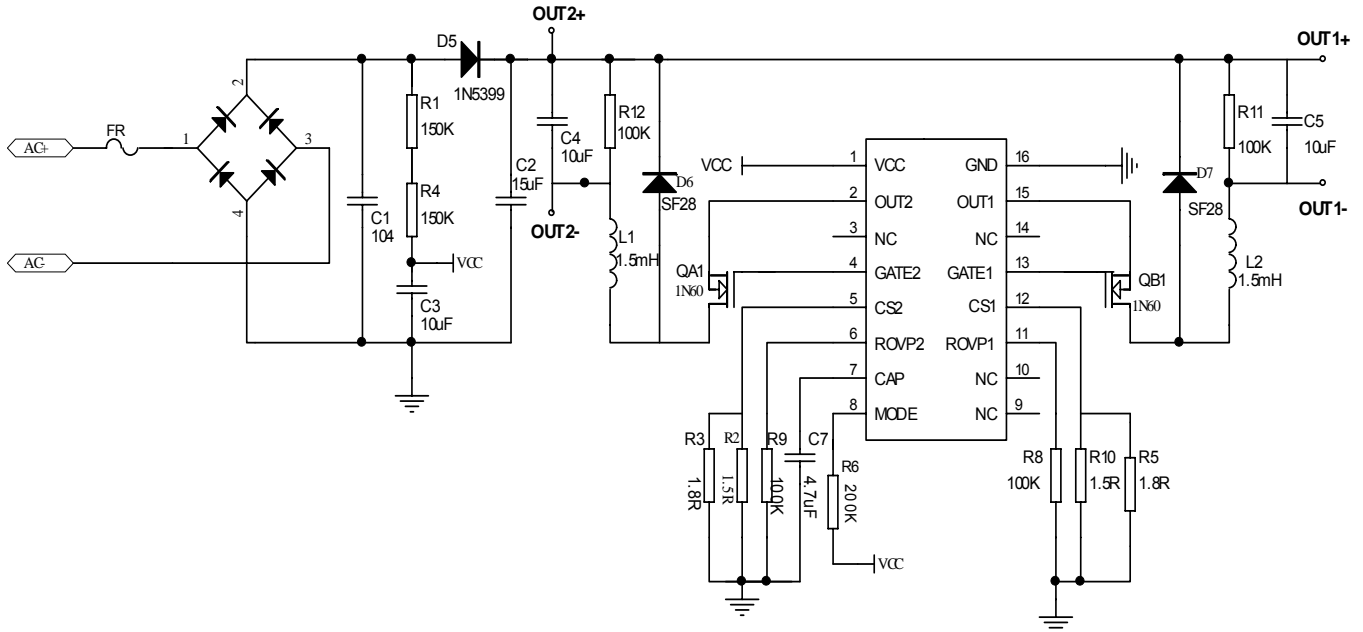 OUT2+
OUT1+
D5
1N5399
2
R1
150K
FR
AC+
1
3
4
AC-
R4
150K
C1
104
VCC
C3
10uF
C2
15uF
C4
10uF
OUT2-
R12
100K
L1
1.5mH
D6
SF28
VCC
QA1
1N60
1
2
3
4
5
6
7
8
VCC
OUT2
NC
GATE2
CS2
ROVP2
CAP
MODE
GND
OUT1
NC
GATE1
CS1
ROVP1
NC
NC
16
15
14
13
12
11
10
9
QB1
1N60
D7
SF28
R11
100K
C5
10uF
OUT1-
L2
1.5mH
R3
1.8R
R2
1.5R
R9
100K
C7
4.7uF
R6
200K
VCC
R8
100K
R10
1.5R
R5
1.8R